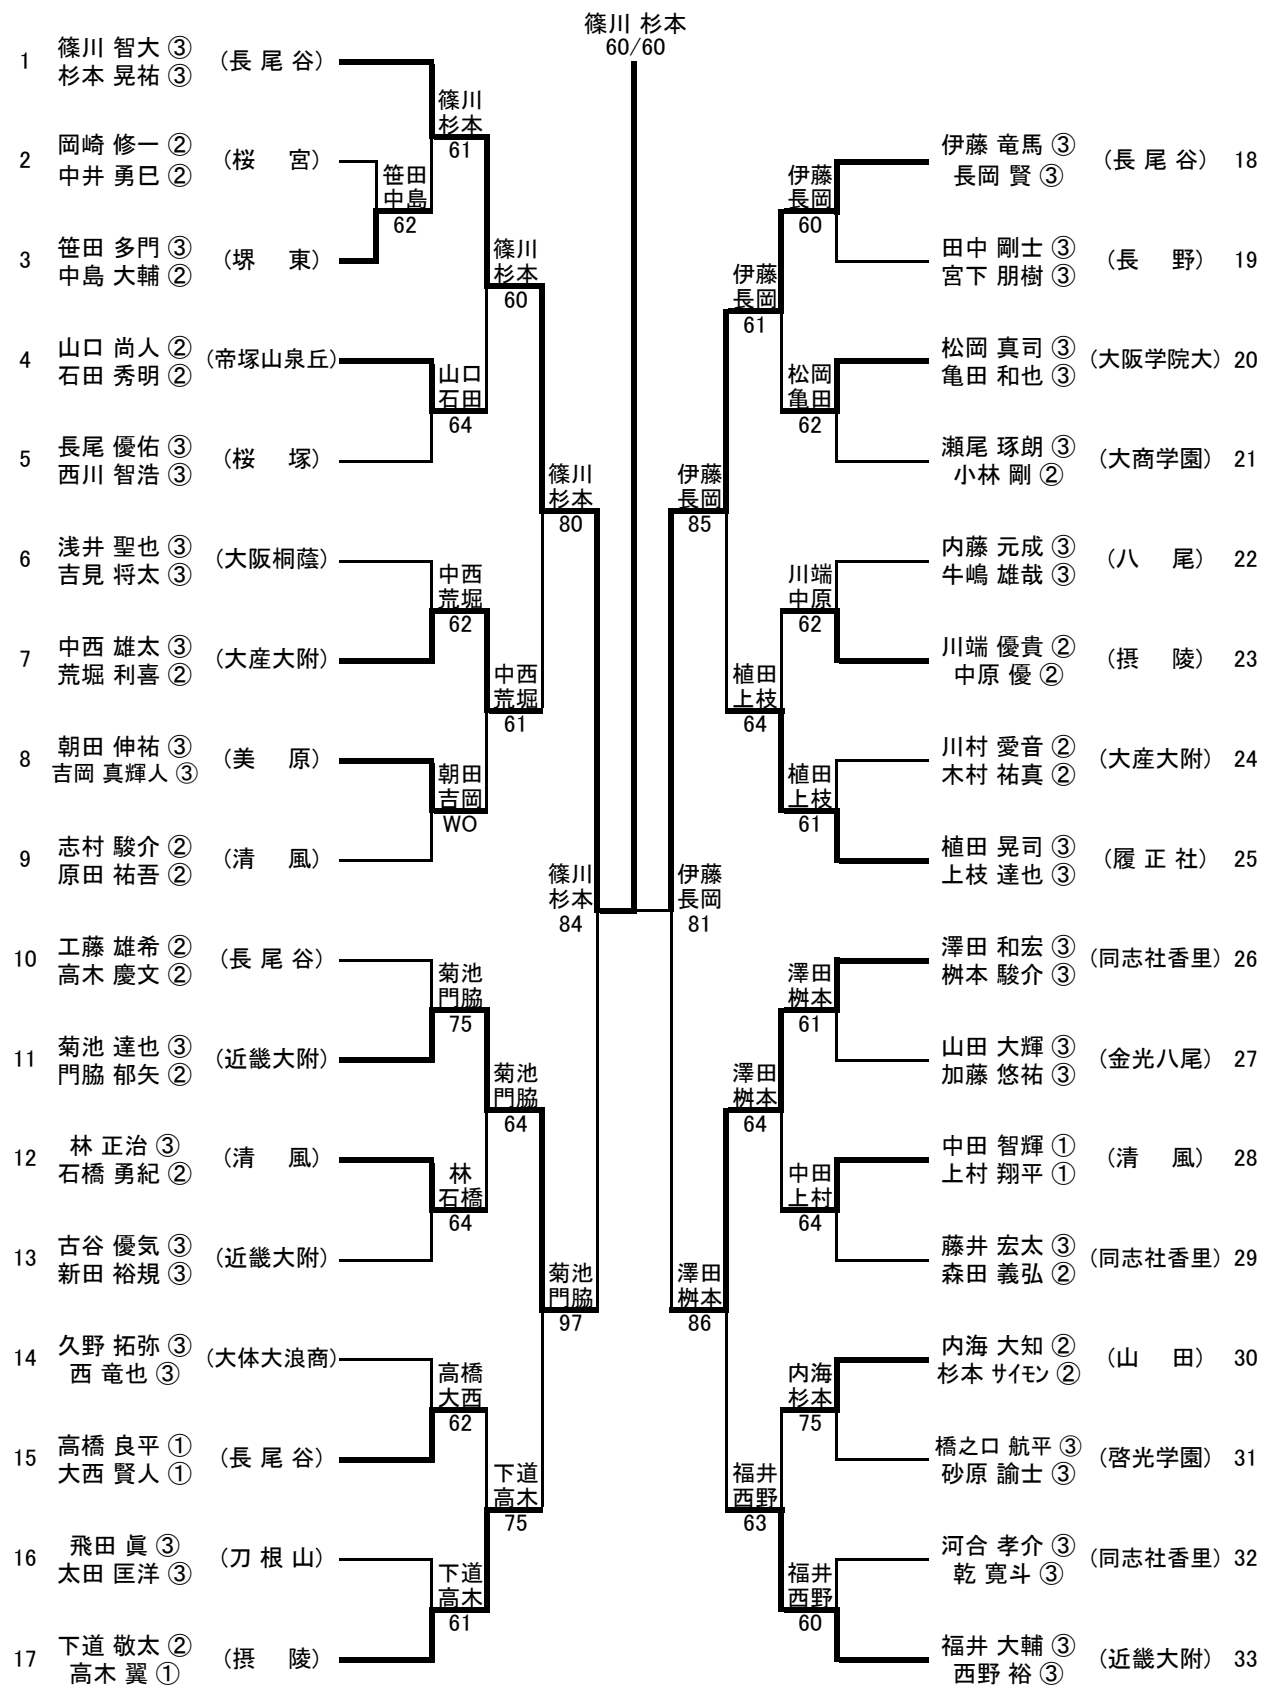 篠川 杉本
60/60
1 篠川 智大 ③ (長 尾 谷)
杉本 晃祐 ③
2 岡崎 修一 ② (桜 宮)
中井 勇巳 ②
3 笹田 多門 ③ (堺 東)
中島 大輔 ②
4 山口 尚人 ② (帝塚山泉丘)
石田 秀明 ②
5 長尾 優佑 ③ (桜 塚)
西川 智浩 ③
6 浅井 聖也 ③ (大阪桐蔭)
吉見 将太 ③
7 中西 雄太 ③ (大産大附)
荒堀 利喜 ②
8 朝田 伸祐 ③ (美 原)
吉岡 真輝人 ③
9 志村 駿介 ② (清 風)
原田 祐吾 ②
10 工藤 雄希 ② (長 尾 谷)
高木 慶文 ②
11 菊池 達也 ③ (近畿大附)
門脇 郁矢 ②
12 林 正治 ③ (清 風)
石橋 勇紀 ②
13 古谷 優気 ③ (近畿大附)
新田 裕規 ③
14 久野 拓弥 ③ (大体大浪商)
西 竜也 ③
15 高橋 良平 ① (長 尾 谷)
大西 賢人 ①
16 飛田 眞 ③ (刀 根 山)
太田 匡洋 ③
17 下道 敬太 ② (摂 陵)
高木 翼 ①
笹田
中島
62
篠川
杉本
61
山口
石田
64
中西
荒堀
62
朝田
吉岡
WO
菊池
門脇
75
林
石橋
64
高橋
大西
62
下道
高木
61
篠川
杉本
60
中西
荒堀
61
菊池
門脇
64
下道
高木
75
篠川
杉本
80
菊池
門脇
97
篠川
杉本
84
伊藤
長岡
81
伊藤
長岡
85
澤田
桝本
86
伊藤
長岡
61
植田
上枝
64
澤田
桝本
64
福井
西野
63
伊藤
長岡
60
松岡
亀田
62
川端
中原
62
植田
上枝
61
澤田
桝本
61
中田
上村
64
内海
杉本
75
福井
西野
60
伊藤 竜馬 ③ (長 尾 谷) 18
長岡 賢 ③
田中 剛士 ③ (長 野) 19
宮下 朋樹 ③
松岡 真司 ③ (大阪学院大) 20
亀田 和也 ③
瀬尾 琢朗 ③ (大商学園) 21
小林 剛 ②
内藤 元成 ③ (八 尾) 22
牛嶋 雄哉 ③
川端 優貴 ② (摂 陵) 23
中原 優 ②
川村 愛音 ② (大産大附) 24
木村 祐真 ②
植田 晃司 ③ (履 正 社) 25
上枝 達也 ③
澤田 和宏 ③ (同志社香里) 26
桝本 駿介 ③
山田 大輝 ③ (金光八尾) 27
加藤 悠祐 ③
中田 智輝 ① (清 風) 28
上村 翔平 ①
藤井 宏太 ③ (同志社香里) 29
森田 義弘 ②
内海 大知 ② (山 田) 30
杉本 サイモン ②
橋之口 航平 ③ (啓光学園) 31
砂原 諭士 ③
河合 孝介 ③ (同志社香里) 32
乾 寛斗 ③
福井 大輔 ③ (近畿大附) 33
西野 裕 ③